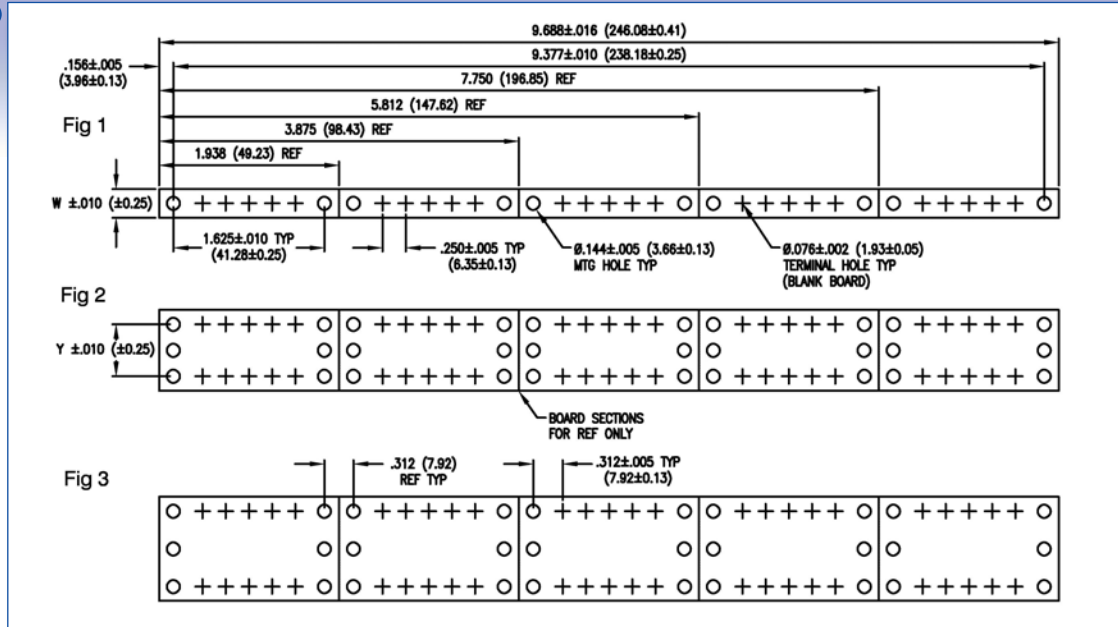 9.688±.016 (246.08±0.41)
9.377±.010 (238.18±0.25)
.156±.005
(3.96±0.13)
7.750 (196.85) REF
5.812 (147.62) REF
Fig 1
3.875 (98.43) REF
1.938 (49.23) REF
W ±.010 (±0.25)
1.625±.010 TYP
(41.28±0.25)
.250±.005 TYP
(6.35±0.13)
Ø.144±.005 (3.66±0.13)
MTG HOLE TYP
Ø.076±.002 (1.93±0.05)
TERMINAL HOLE TYP
(BLANK BOARD)
Fig 2
Y ±.010 (±0.25)
BOARD SECTIONS
FOR REF ONLY
Fig 3
.312 (7.92)
REF TYP
.312±.005 TYP
(7.92±0.13)